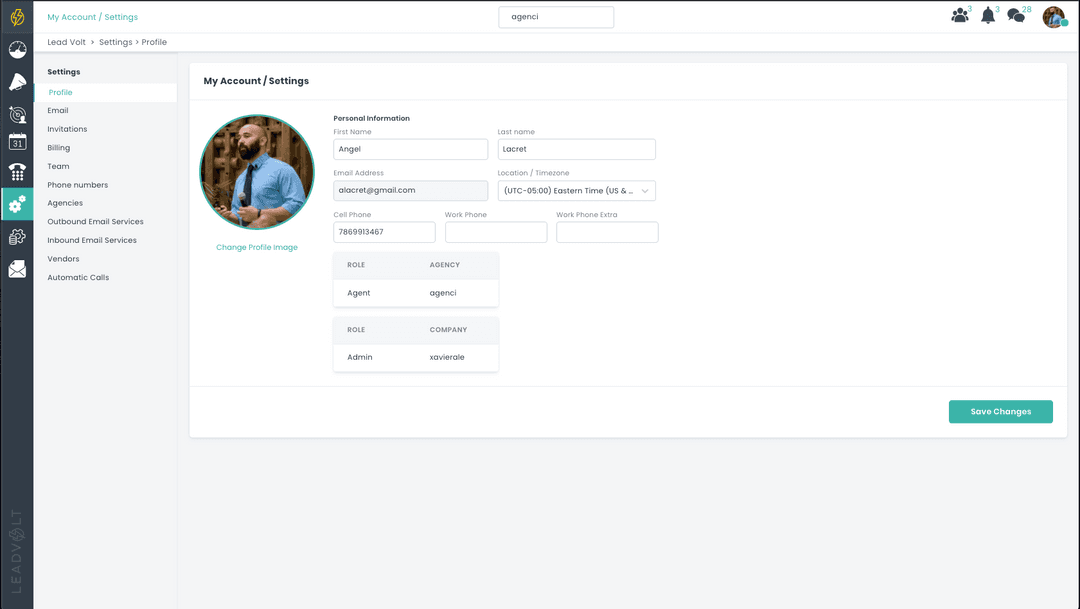 My Account / Settings
agenci
3
3
28
Lead Volt > Settings > Profile
31
Settings
Profile
Email
Invitations
Billing
Team
Phone numbers
Agencies
Outbound Email Services
Inbound Email Services
Vendors
Automatic Calls
LEADVOLT
My Account / Settings
Change Profile Image
Personal Information
First Name Last name
Angel Lacret
Email Address Location / Timezone
alacret@gmail.com (UTC-05:00) Eastern Time (US & ...
Cell Phone Work Phone Work Phone Extra
7869913467
ROLE AGENCY
Agent agenci
ROLE COMPANY
Admin xavierale
Save Changes